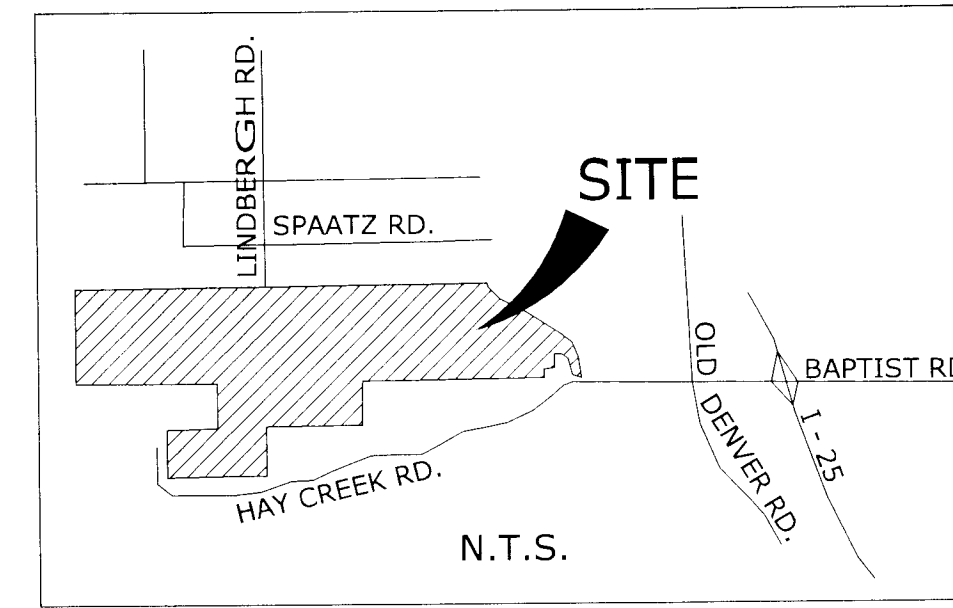 LINDBERGH RD.
SITE
SPAATZ RD.
OLD DENVER RD.
BAPTIST RD
I - 25
HAY CREEK RD.
N.T.S.